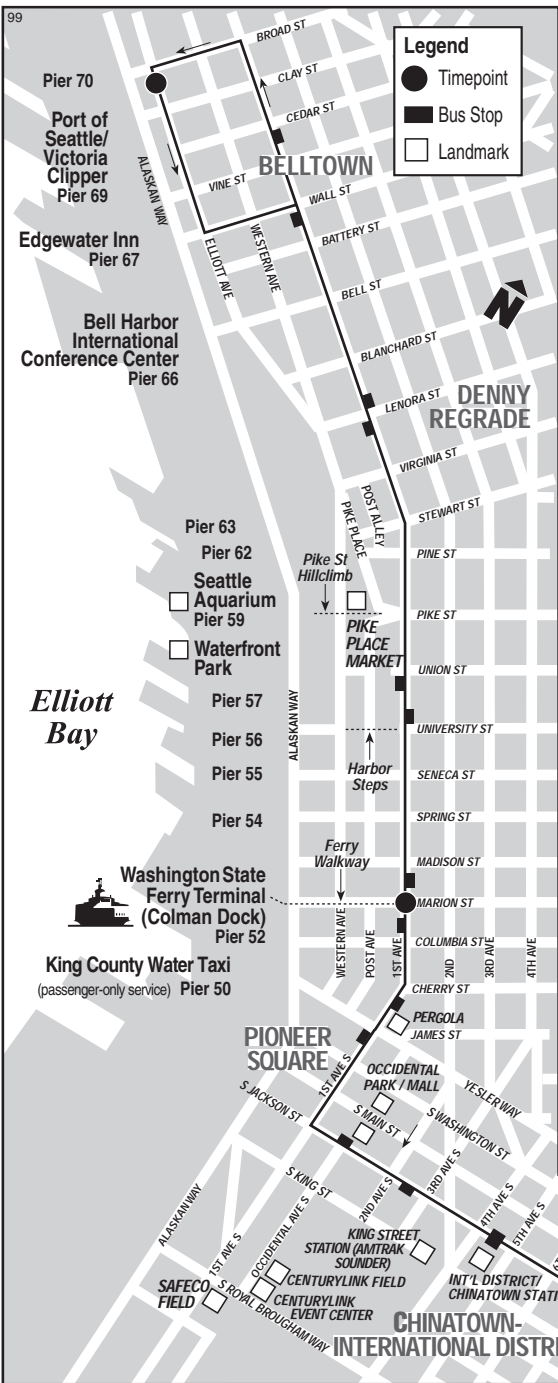 99
BROAD ST
Legend
Timepoint
Bus Stop
Landmark
Pier 70
CLAY ST
CEDAR ST
Port of
Seattle/
Victoria
Clipper
Pier 69
ALASKAN WAY
VINE ST
BELLTOWN
WALL ST
BATTERY ST
Edgewater Inn
Pier 67
ELLIOTT AVE
WESTERN AVE
BELL ST
N
Bell Harbor
International
Conference Center
Pier 66
BLANCHARD ST
LENORA ST
DENNY
REGRADE
VIRGINIA ST
POST ALLEY
PIKE PLACE
STEWART ST
Pier 63
Pier 62
PINE ST
Pike St
Hillclimb
Seattle
Aquarium
Pier 59
PIKE ST
PIKE
PLACE
MARKET
Waterfront
Park
UNION ST
Elliott
Bay
Pier 57
ALASKAN WAY
UNIVERSITY ST
Pier 56
Harbor
Steps
Pier 55
SENECA ST
Pier 54
SPRING ST
Ferry
Walkway
MADISON ST
Washington State
Ferry Terminal
(Colman Dock)
Pier 52
MARION ST
WESTERN AVE
POST AVE
1ST AVE
COLUMBIA ST
2ND
3RD AVE
4TH AVE
King County Water Taxi
(passenger-only service) Pier 50
CHERRY ST
PERGOLA
JAMES ST
PIONEER
SQUARE
1ST AVE S
OCCIDENTAL
PARK / MALL
YESLER WAY
S JACKSON ST
S MAIN ST
S WASHINGTON ST
S KING ST
2ND AVE S
3RD AVE S
4TH AVE S
5TH AVE S
ALASKAN WAY
1ST AVE S
OCCIDENTAL AVE S
KING STREET
STATION (AMTRAK
SOUNDER)
CENTURYLINK FIELD
CENTURYLINK
EVENT CENTER
SAFECO
FIELD
S ROYAL BROUGHAM WAY
INT'L DISTRICT/
CHINATOWN STATI
CHINATOWN-
INTERNATIONAL DISTRI